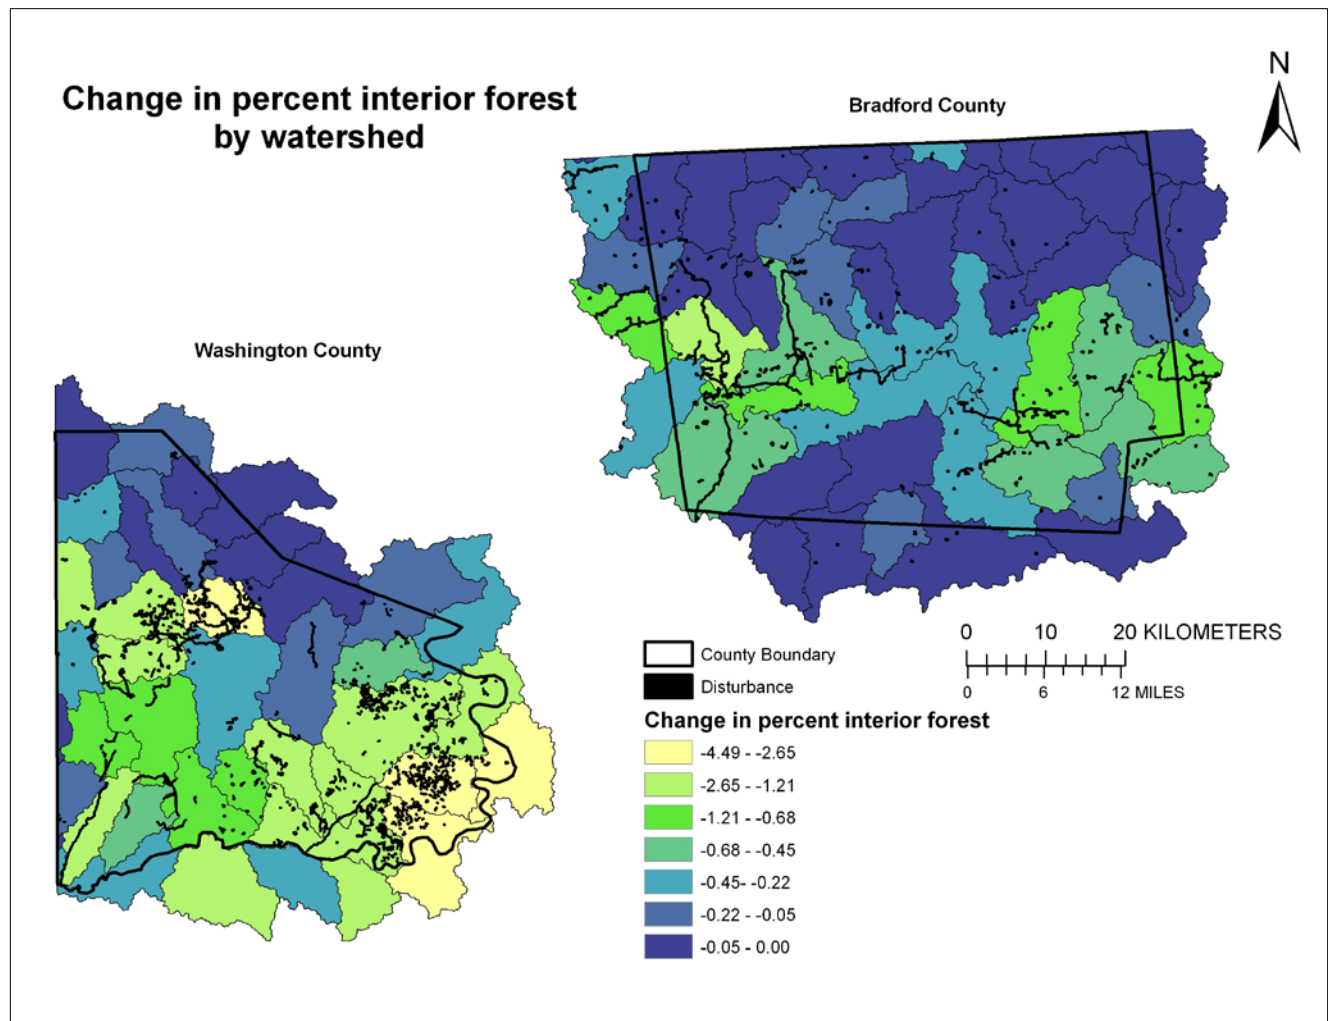 Change in percent interior forest
by watershed
Bradford County
N
Washington County
0 10 20 KILOMETERS
0 6 12 MILES
County Boundary
Disturbance
Change in percent interior forest
-4.49 - -2.65
-2.65 - -1.21
-1.21 - -0.68
-0.68 - -0.45
-0.45- -0.22
-0.22 - -0.05
-0.05 - 0.00